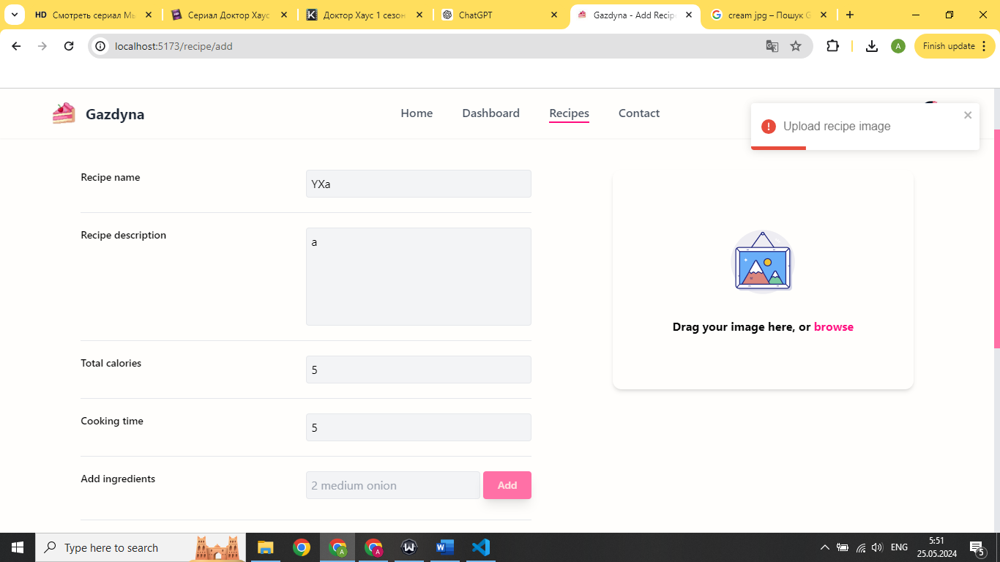 HD Смотреть сериал Мы
Сериал Доктор Хаус
Доктор Хаус 1 сезон
ChatGPT
Gazdyna - Add Recip
cream jpg – Пошук G
localhost:5173/recipe/add
A
Finish update
Gazdyna
Home
Dashboard
Recipes
Contact
Upload recipe image
Recipe name
YXa
Recipe description
a
Total calories
5
Cooking time
5
Add ingredients
2 medium onion
Add
Drag your image here, or browse
Type here to search
ENG
5:51
25.05.2024
5